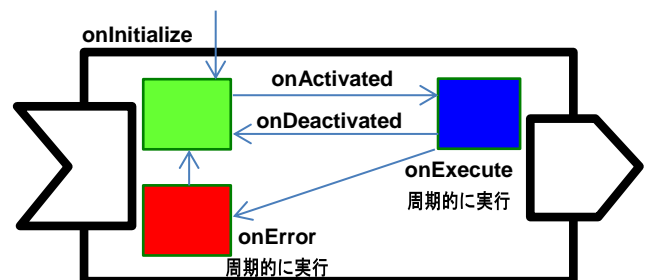 onInitialize
onActivated
onDeactivated
onExecute
周期的に実行
onError
周期的に実行